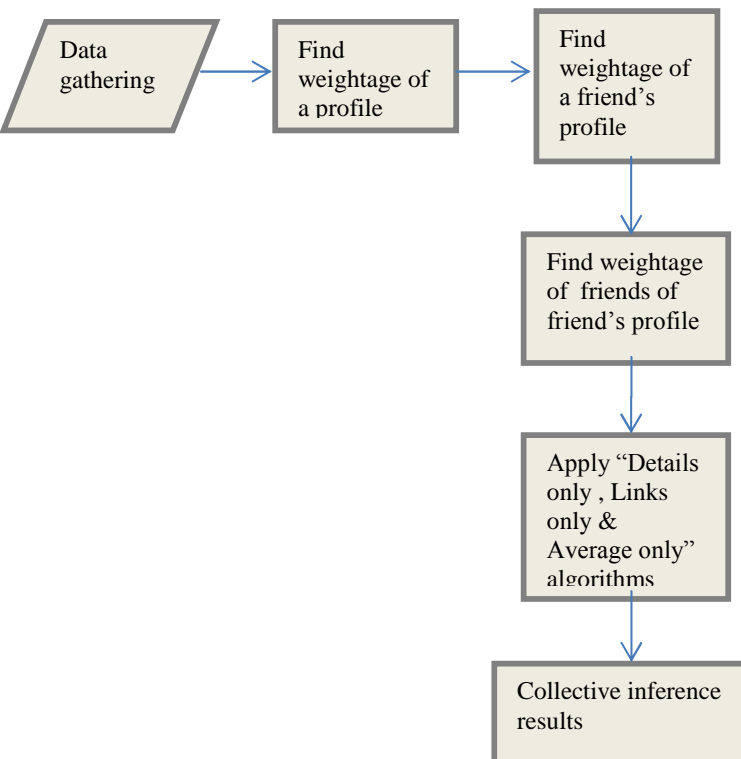 Data
gathering
Find
weightage of
a profile
Find
weightage of
a friend’s
profile
Find weightage
of friends of
friend’s profile
Apply “Details
only , Links
only &
Average only”
algorithms
Collective inference
results